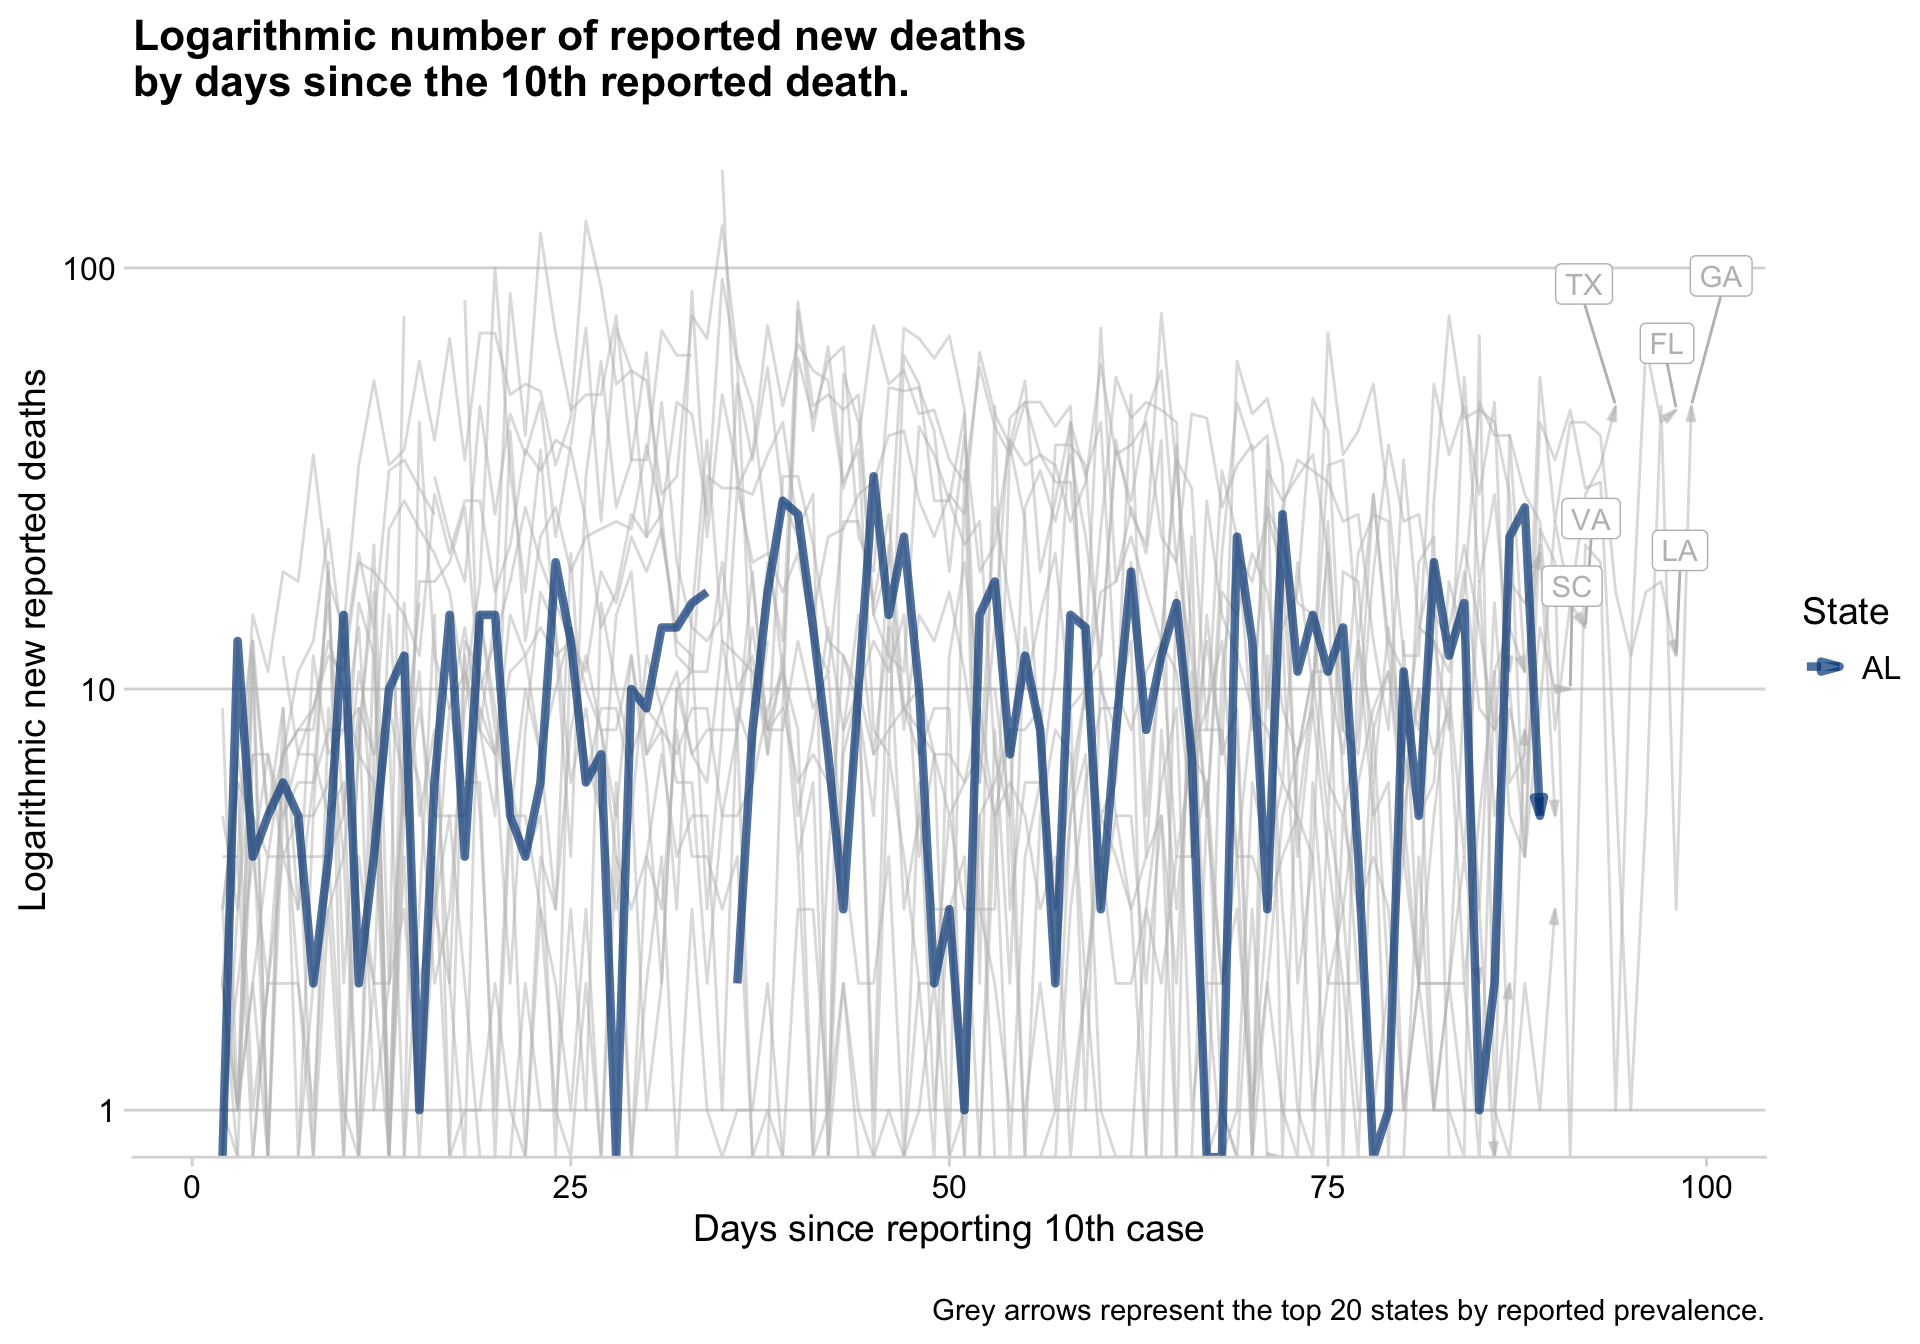 Logarithmic number of reported new deaths
by days since the 10th reported death.
Logarithmic new reported deaths
100
10
1
TX
GA
FL
VA
LA
SC
State
AL
0 25 50 75 100
Days since reporting 10th case
Grey arrows represent the top 20 states by reported prevalence.